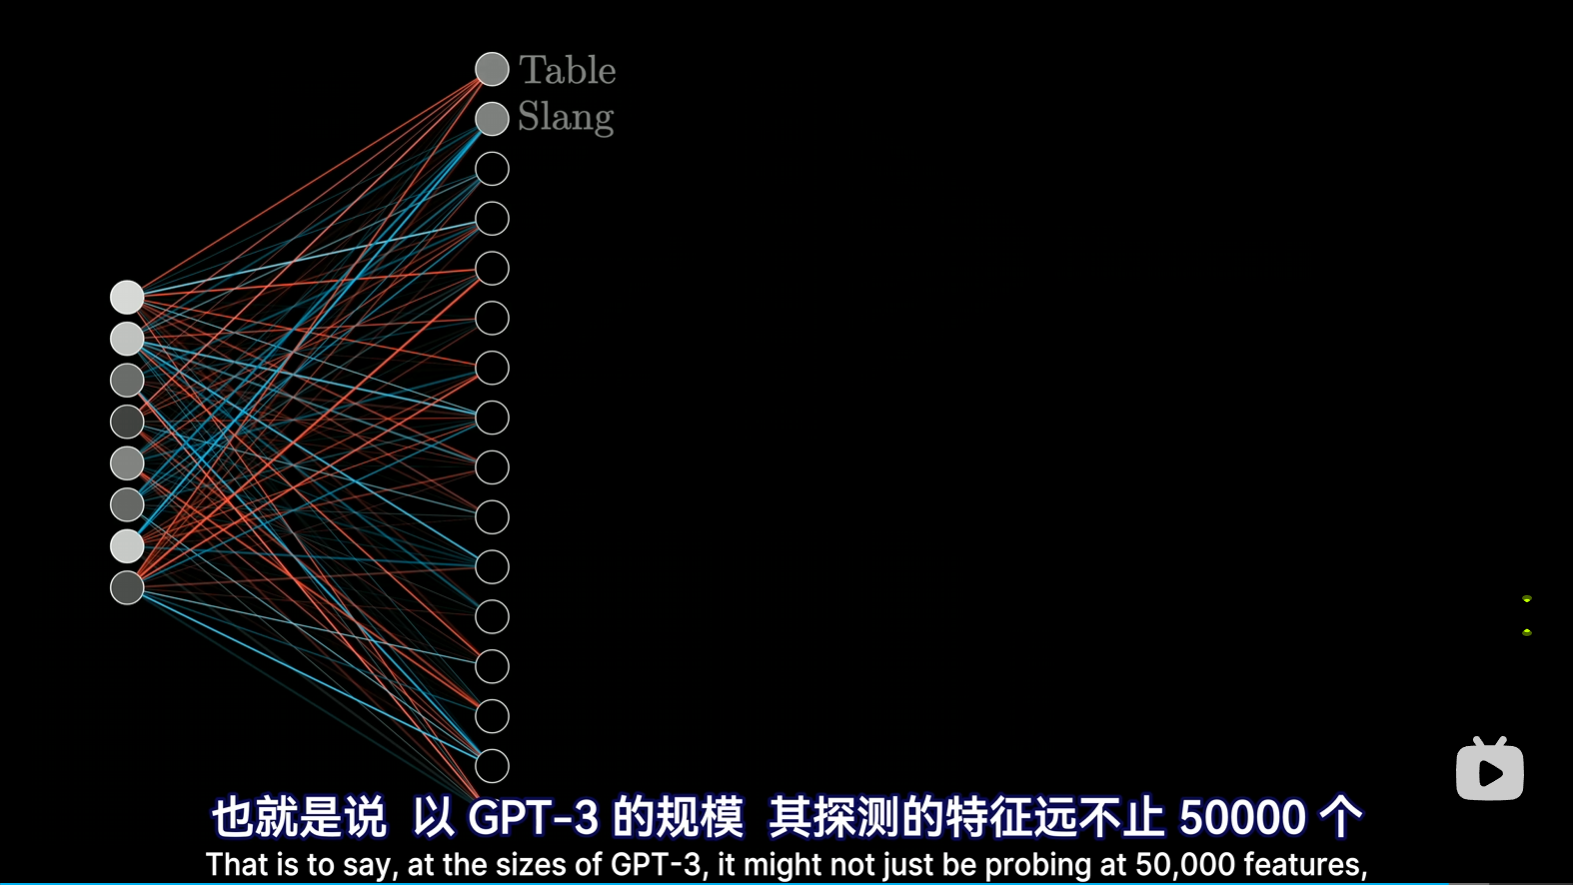 Table
Slang
也就是说 以 GPT-3 的规模 其探测的特征远不止 50000 个
That is to say, at the sizes of GPT-3, it might not just be probing at 50,000 features,